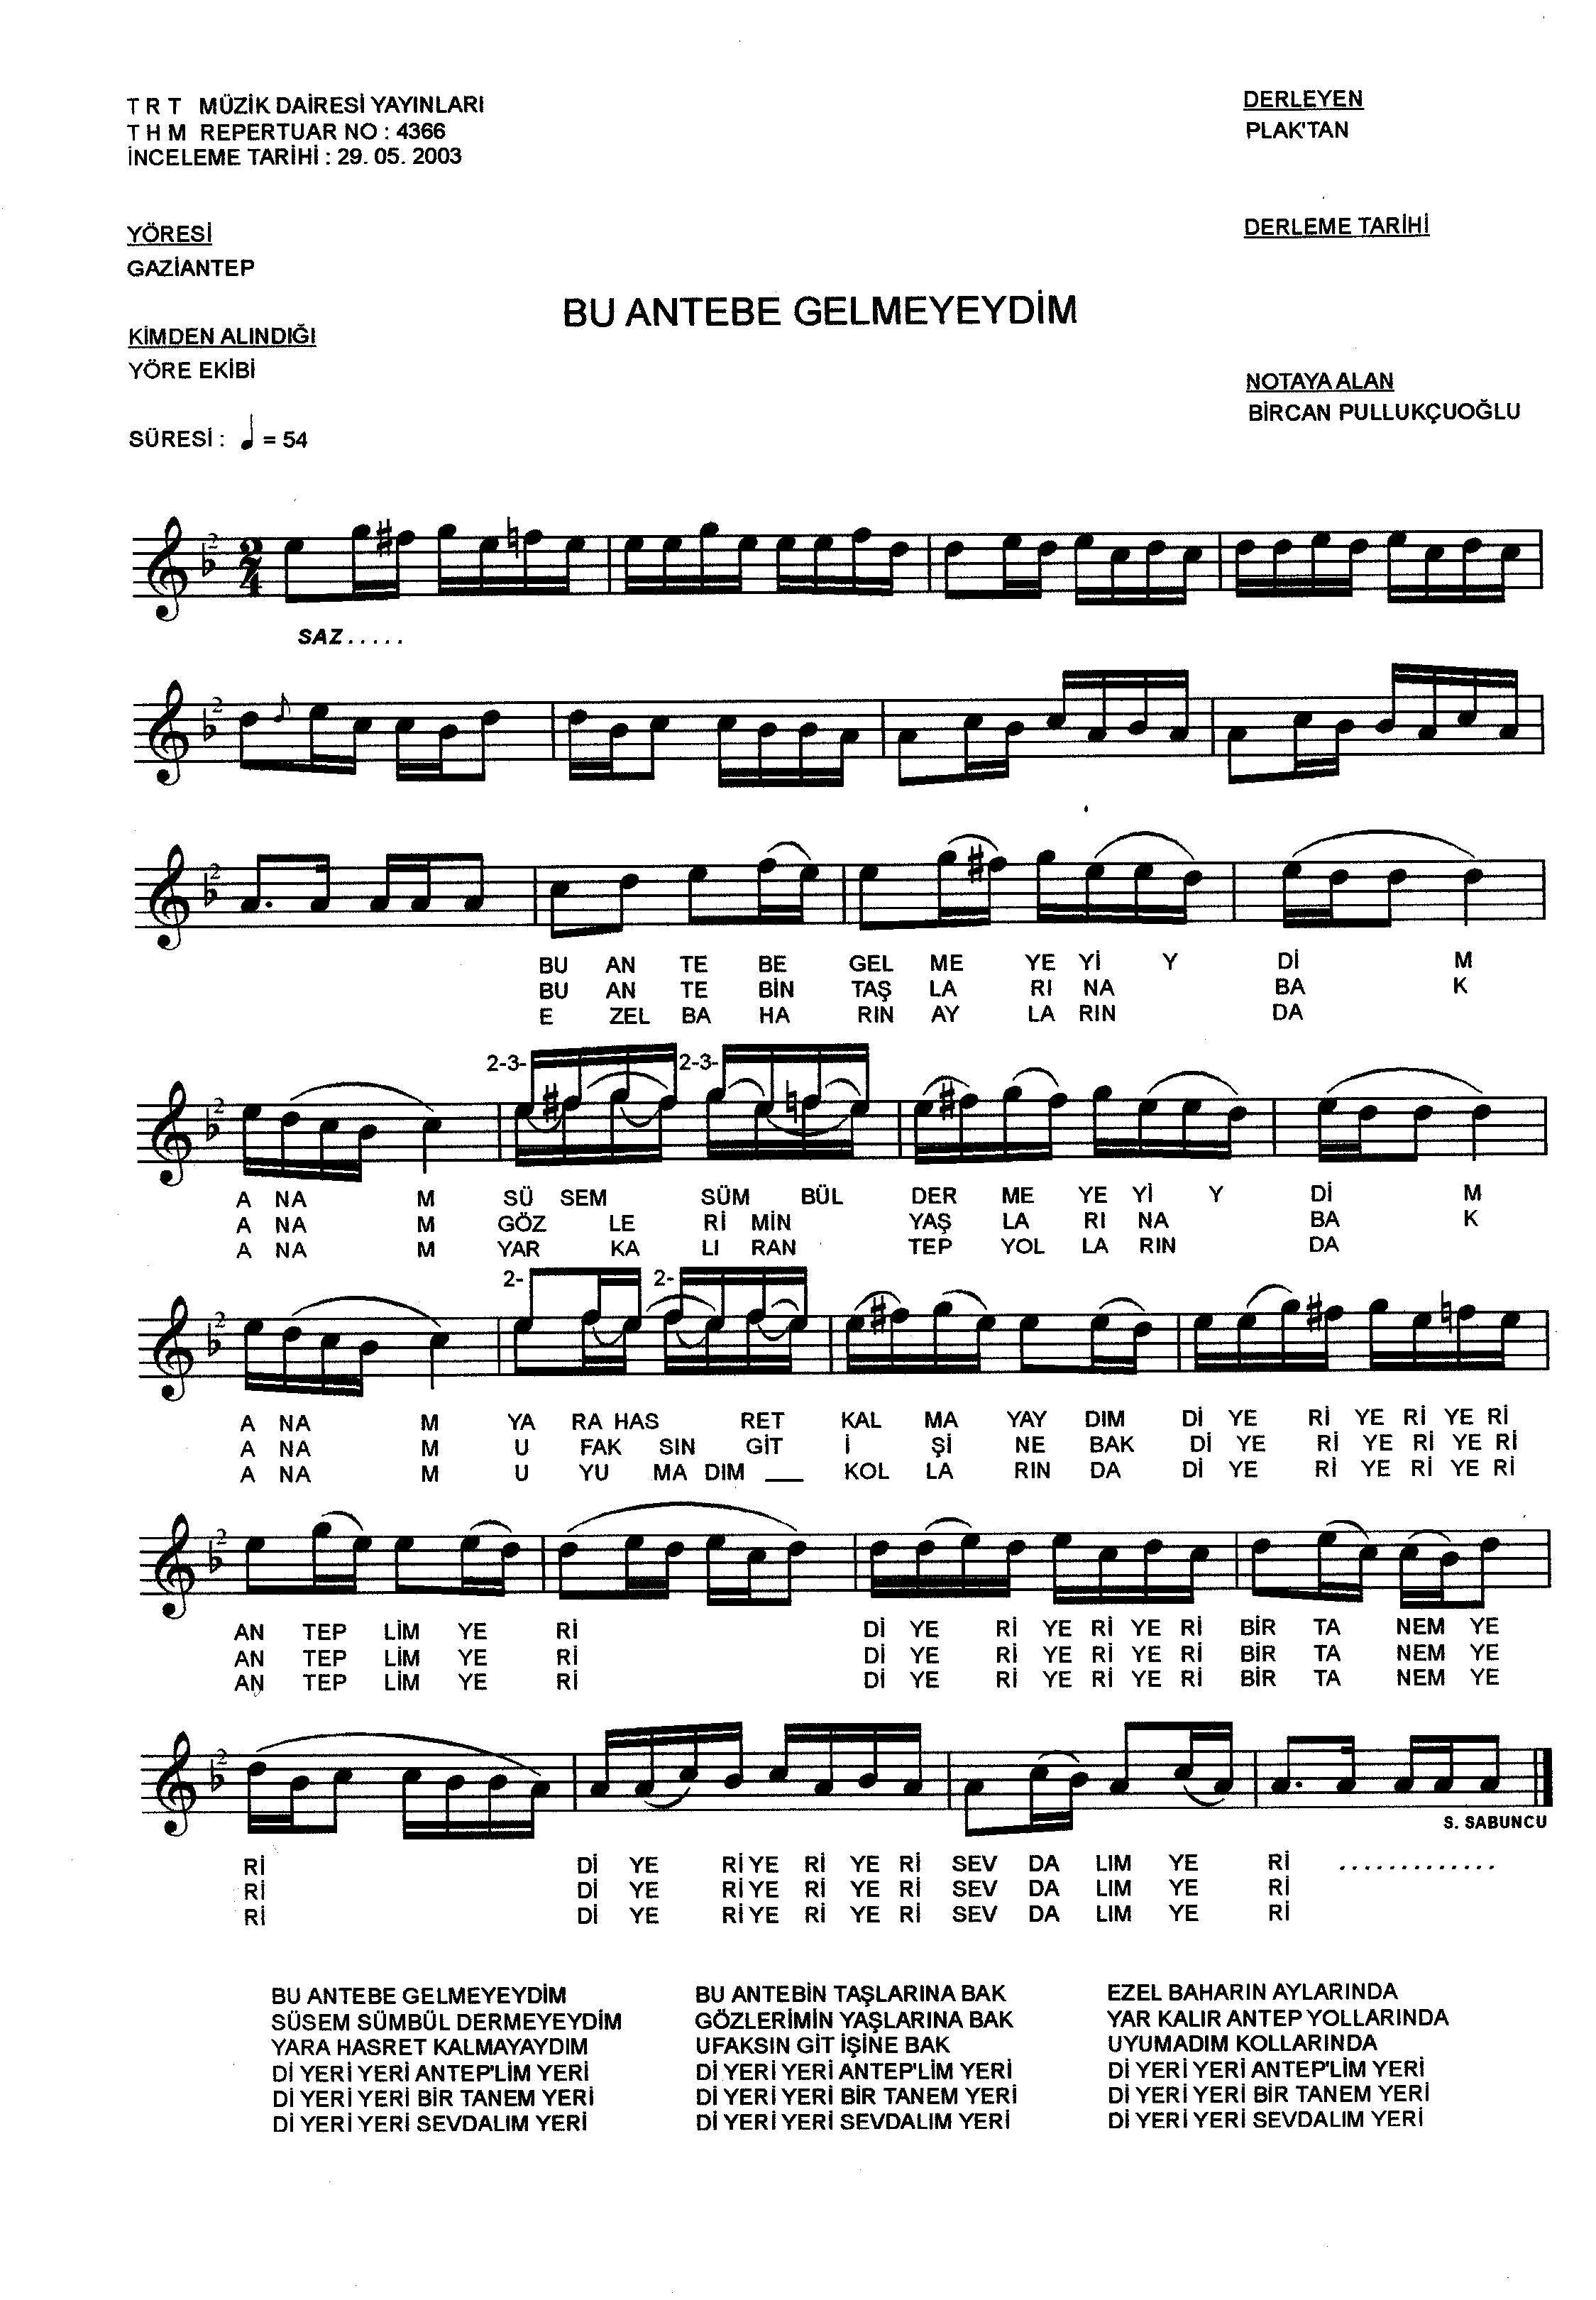 T R T MÜZİK DAİRESİ YAYINLARI
T H M REPERTUAR NO : 4366
İNCELEME TARİHİ : 29. 05. 2003
DERLEYEN
PLAK'TAN
YÖRESİ
GAZİANTEP
DERLEME TARİHİ
BU ANTEBE GELMEYEYDİM
KİMDEN ALINDIĞI
YÖRE EKİBİ
NOTAYA ALAN
BİRCAN PULLUKÇUOĞLU
SÜRESİ : ♩ = 54
2
2 4
SAZ . . . . .
2
2
BU AN TE BE GEL ME YE Yİ Y Dİ M
BU AN TE BİN TAŞ LA RI NA BA K
E ZEL BA HA RIN AY LA RIN DA
2-3- 2-3-
2
A NA M SÜ SEM SÜM BÜL DER ME YE Yİ Y Dİ M
A NA M GÖZ LE Rİ MİN YAŞ LA RI NA BA K
A NA M YAR KA LI RAN TEP YOL LA RIN DA
2- 2-
2
A NA M YA RA HAS RET KAL MA YAY DIM Dİ YE Rİ YE Rİ YE Rİ
A NA M U FAK SIN GİT İ Şİ NE BAK Dİ YE Rİ YE Rİ YE Rİ
A NA M U YU MA DIM ___ KOL LA RIN DA Dİ YE Rİ YE Rİ YE Rİ
2
AN TEP LİM YE Rİ Dİ YE Rİ YE Rİ YE Rİ BİR TA NEM YE
AN TEP LİM YE Rİ Dİ YE Rİ YE Rİ YE Rİ BİR TA NEM YE
AN TEP LİM YE Rİ Dİ YE Rİ YE Rİ YE Rİ BİR TA NEM YE
2
S. SABUNCU
Rİ Dİ YE Rİ YE Rİ YE Rİ SEV DA LIM YE Rİ . . . . . . . . . . . . .
Rİ Dİ YE Rİ YE Rİ YE Rİ SEV DA LIM YE Rİ
Rİ Dİ YE Rİ YE Rİ YE Rİ SEV DA LIM YE Rİ
BU ANTEBE GELMEYEYDİM
SÜSEM SÜMBÜL DERMEYEYDİM
YARA HASRET KALMAYAYDIM
Dİ YERİ YERİ ANTEP'LİM YERİ
Dİ YERİ YERİ BİR TANEM YERİ
Dİ YERİ YERİ SEVDALIM YERİ
BU ANTEBİN TAŞLARINA BAK
GÖZLERİMİN YAŞLARINA BAK
UFAKSIN GİT İŞİNE BAK
Dİ YERİ YERİ ANTEP'LİM YERİ
Dİ YERİ YERİ BİR TANEM YERİ
Dİ YERİ YERİ SEVDALIM YERİ
EZEL BAHARIN AYLARINDA
YAR KALIR ANTEP YOLLARINDA
UYUMADIM KOLLARINDA
Dİ YERİ YERİ ANTEP'LİM YERİ
Dİ YERİ YERİ BİR TANEM YERİ
Dİ YERİ YERİ SEVDALIM YERİ